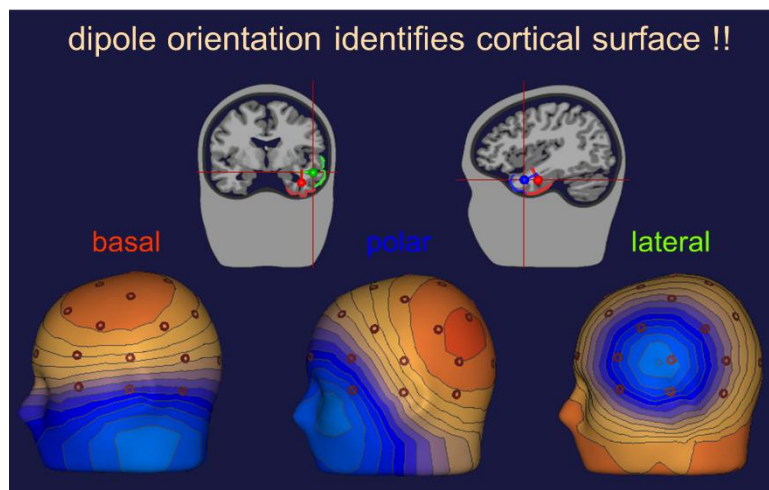 dipole orientation identifies cortical surface !!
basal
polar
lateral